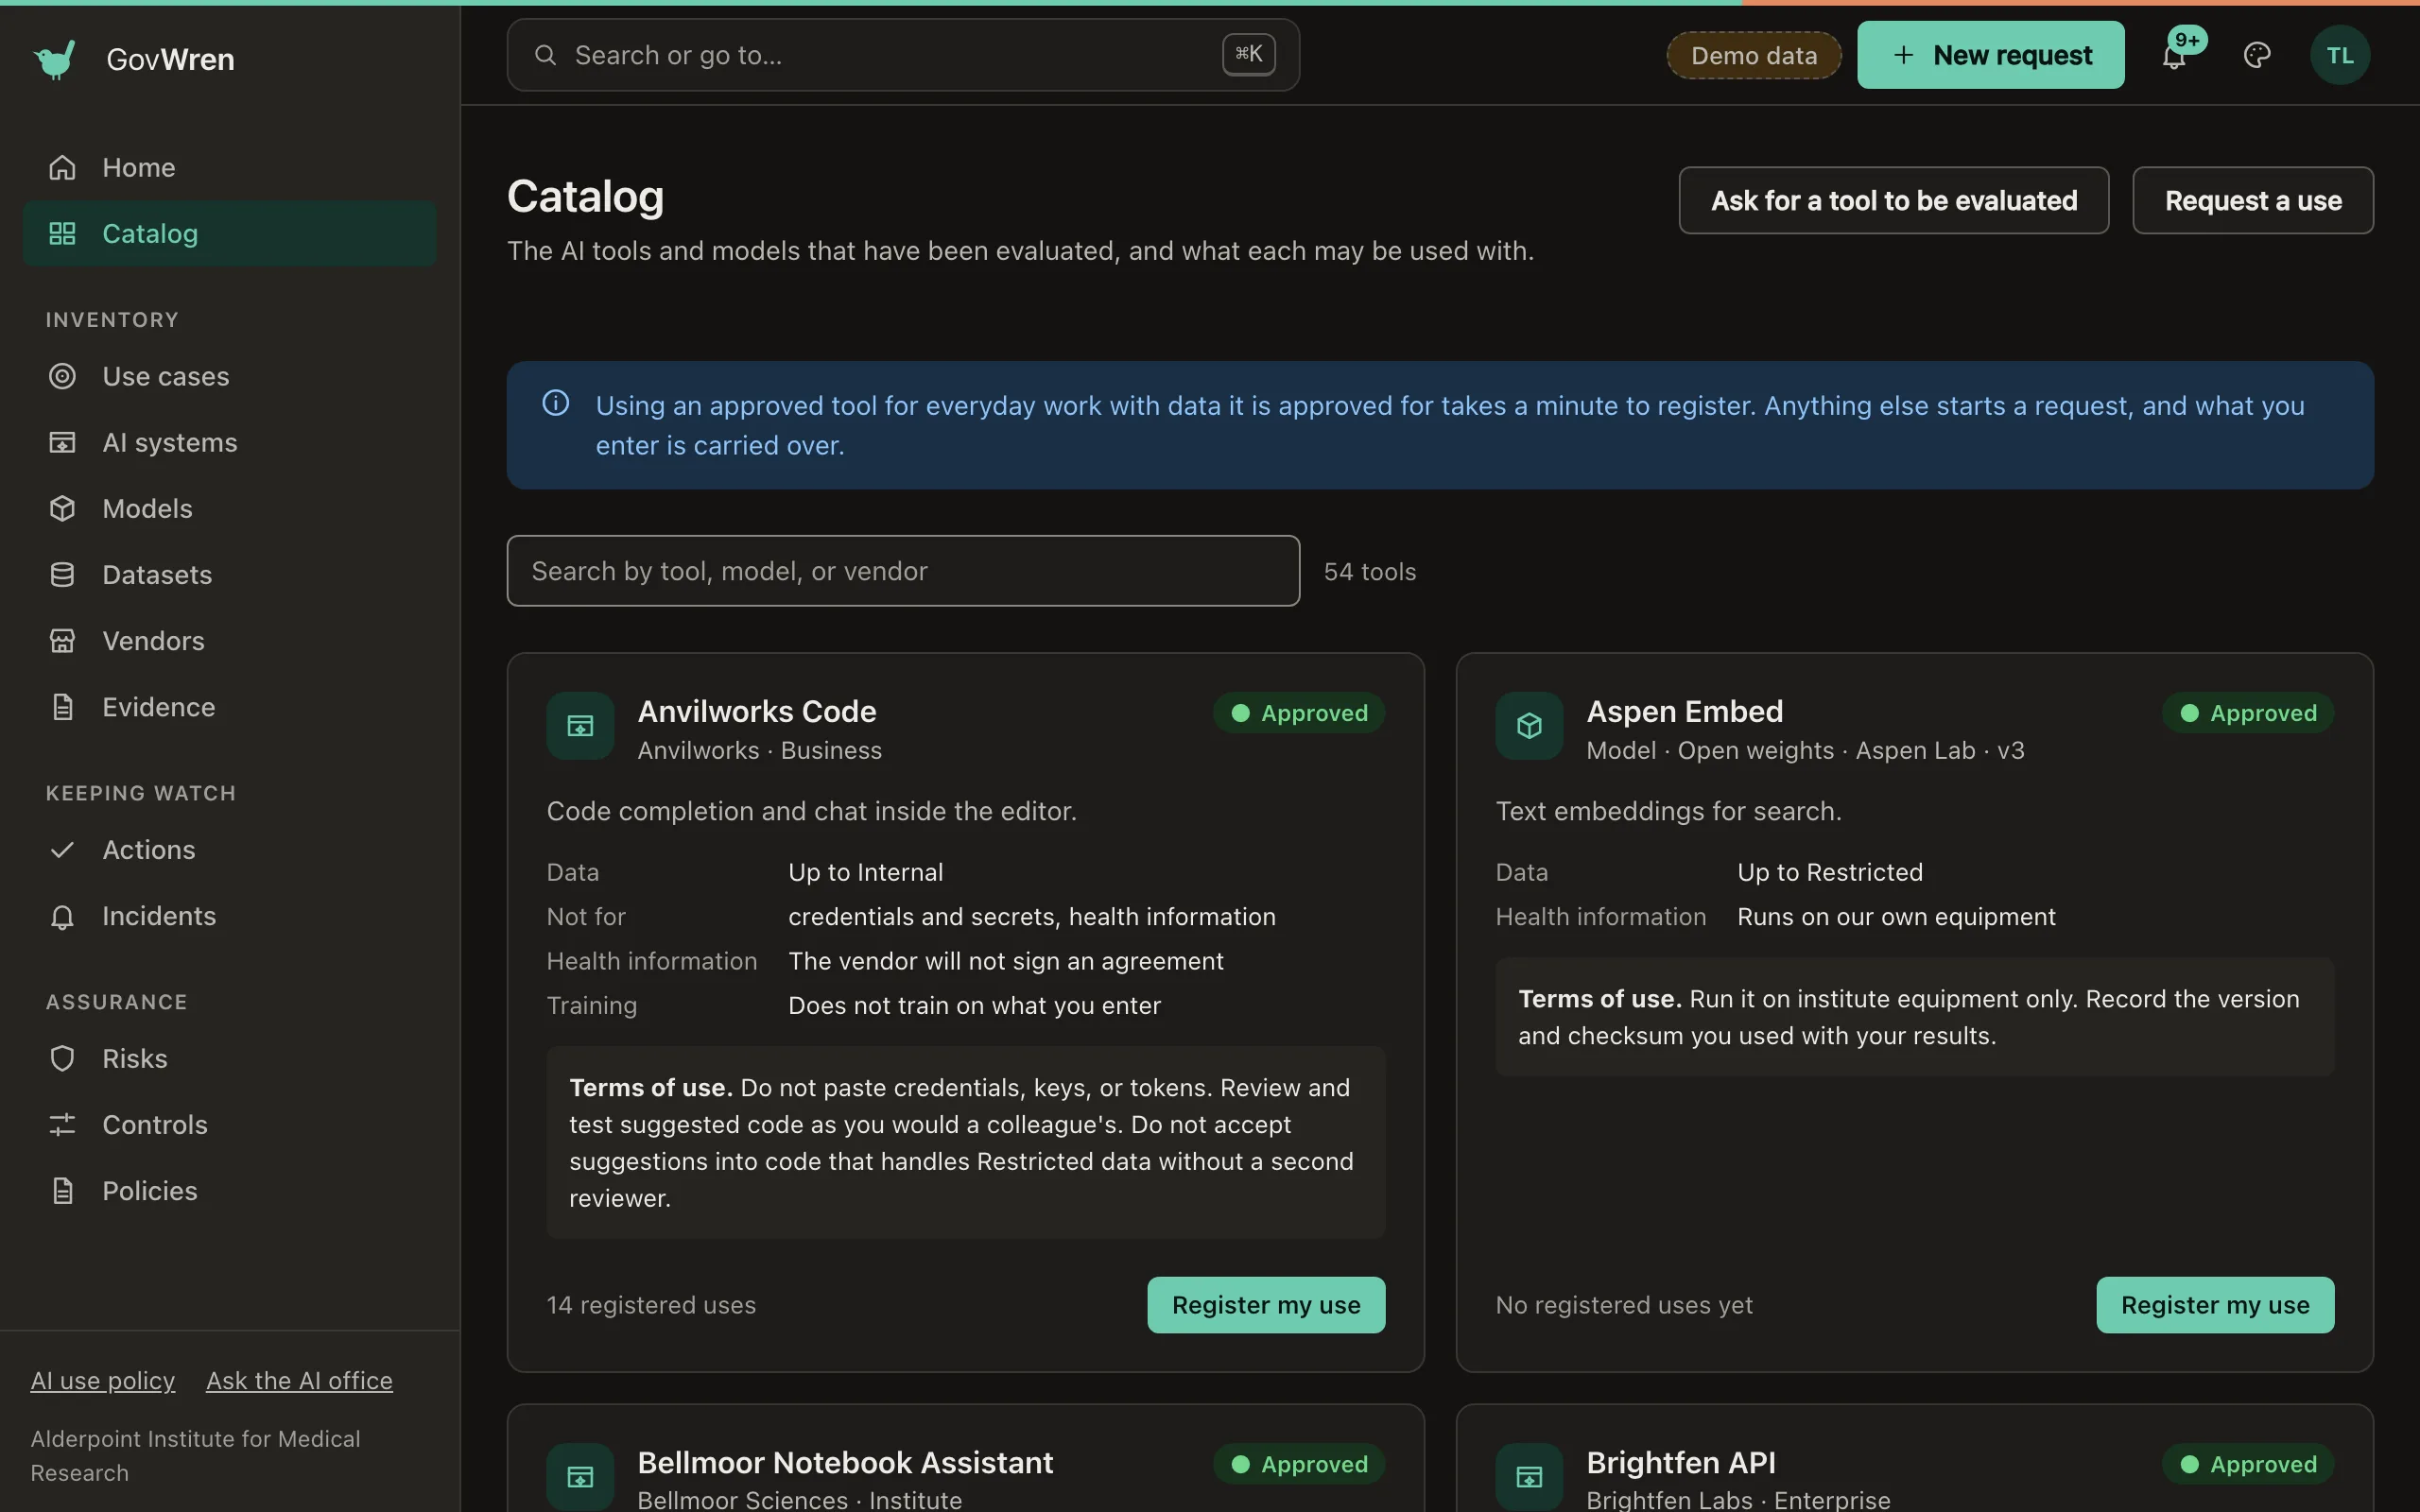 GovWren
Search or go to...
⌘K
Demo data
New request
9+
TL
Home
Catalog
INVENTORY
Use cases
AI systems
Models
Datasets
Vendors
Evidence
KEEPING WATCH
Actions
Incidents
ASSURANCE
Risks
Controls
Policies
AI use policy
Ask the AI office
Alderpoint Institute for Medical
Research
Catalog
The AI tools and models that have been evaluated, and what each may be used with.
Ask for a tool to be evaluated
Request a use
Using an approved tool for everyday work with data it is approved for takes a minute to register. Anything else starts a request, and what you
enter is carried over.
Search by tool, model, or vendor
54 tools
Anvilworks Code
Approved
Anvilworks · Business
Code completion and chat inside the editor.
Data Up to Internal
Not for credentials and secrets, health information
Health information The vendor will not sign an agreement
Training Does not train on what you enter
Terms of use. Do not paste credentials, keys, or tokens. Review and
test suggested code as you would a colleague's. Do not accept
suggestions into code that handles Restricted data without a second
reviewer.
14 registered uses
Register my use
Aspen Embed
Approved
Model · Open weights · Aspen Lab · v3
Text embeddings for search.
Data Up to Restricted
Health information Runs on our own equipment
Terms of use. Run it on institute equipment only. Record the version
and checksum you used with your results.
No registered uses yet
Register my use
Bellmoor Notebook Assistant
Approved
Bellmoor Sciences · Institute
Brightfen API
Approved
Brightfen Labs · Enterprise